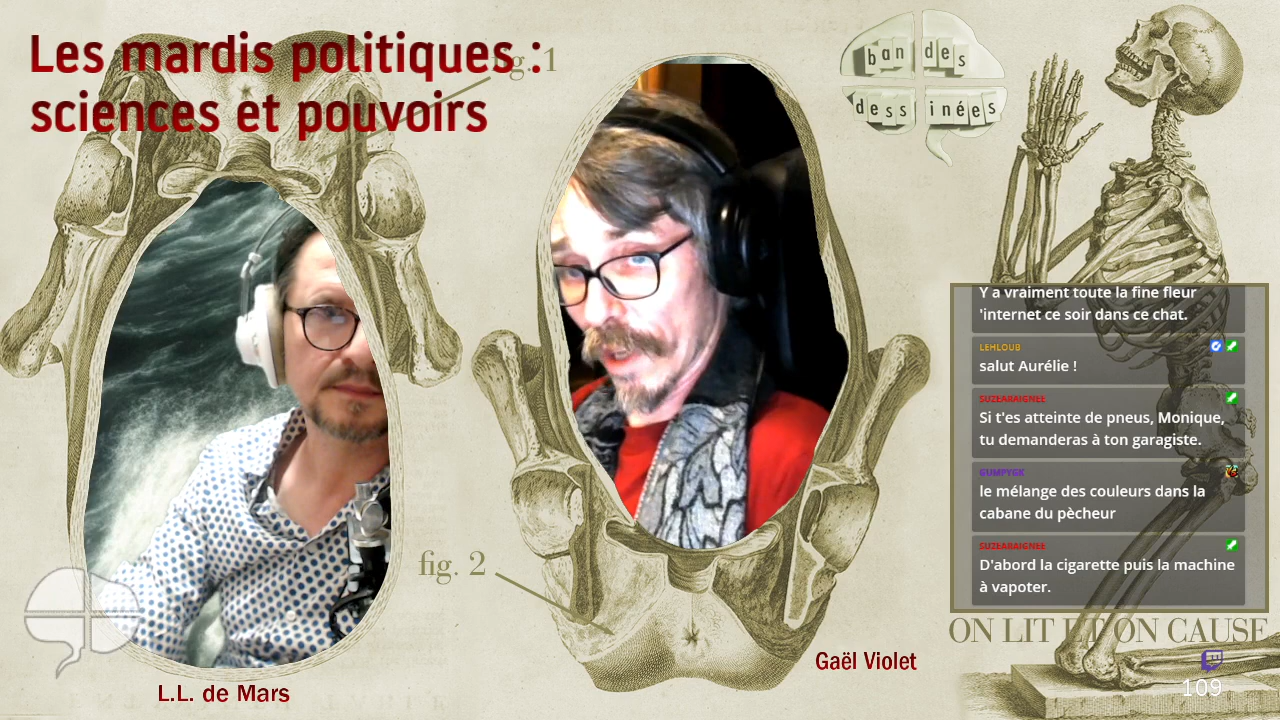 Les mardis politiques :
sciences et pouvoirs
fig. 1
ban des
dess inées
Y a vraiment toute la fine fleur
'internet ce soir dans ce chat.
LEHLOUB
salut Aurélie !
SUZEARAIGNEE
Si t'es atteinte de pneus, Monique,
tu demanderas à ton garagiste.
GUMPYGK
le mélange des couleurs dans la
cabane du pècheur
SUZEARAIGNEE
D'abord la cigarette puis la machine
à vapoter.
fig. 2
ON LIT ET ON CAUSE
Gaël Violet
109
L.L. de Mars